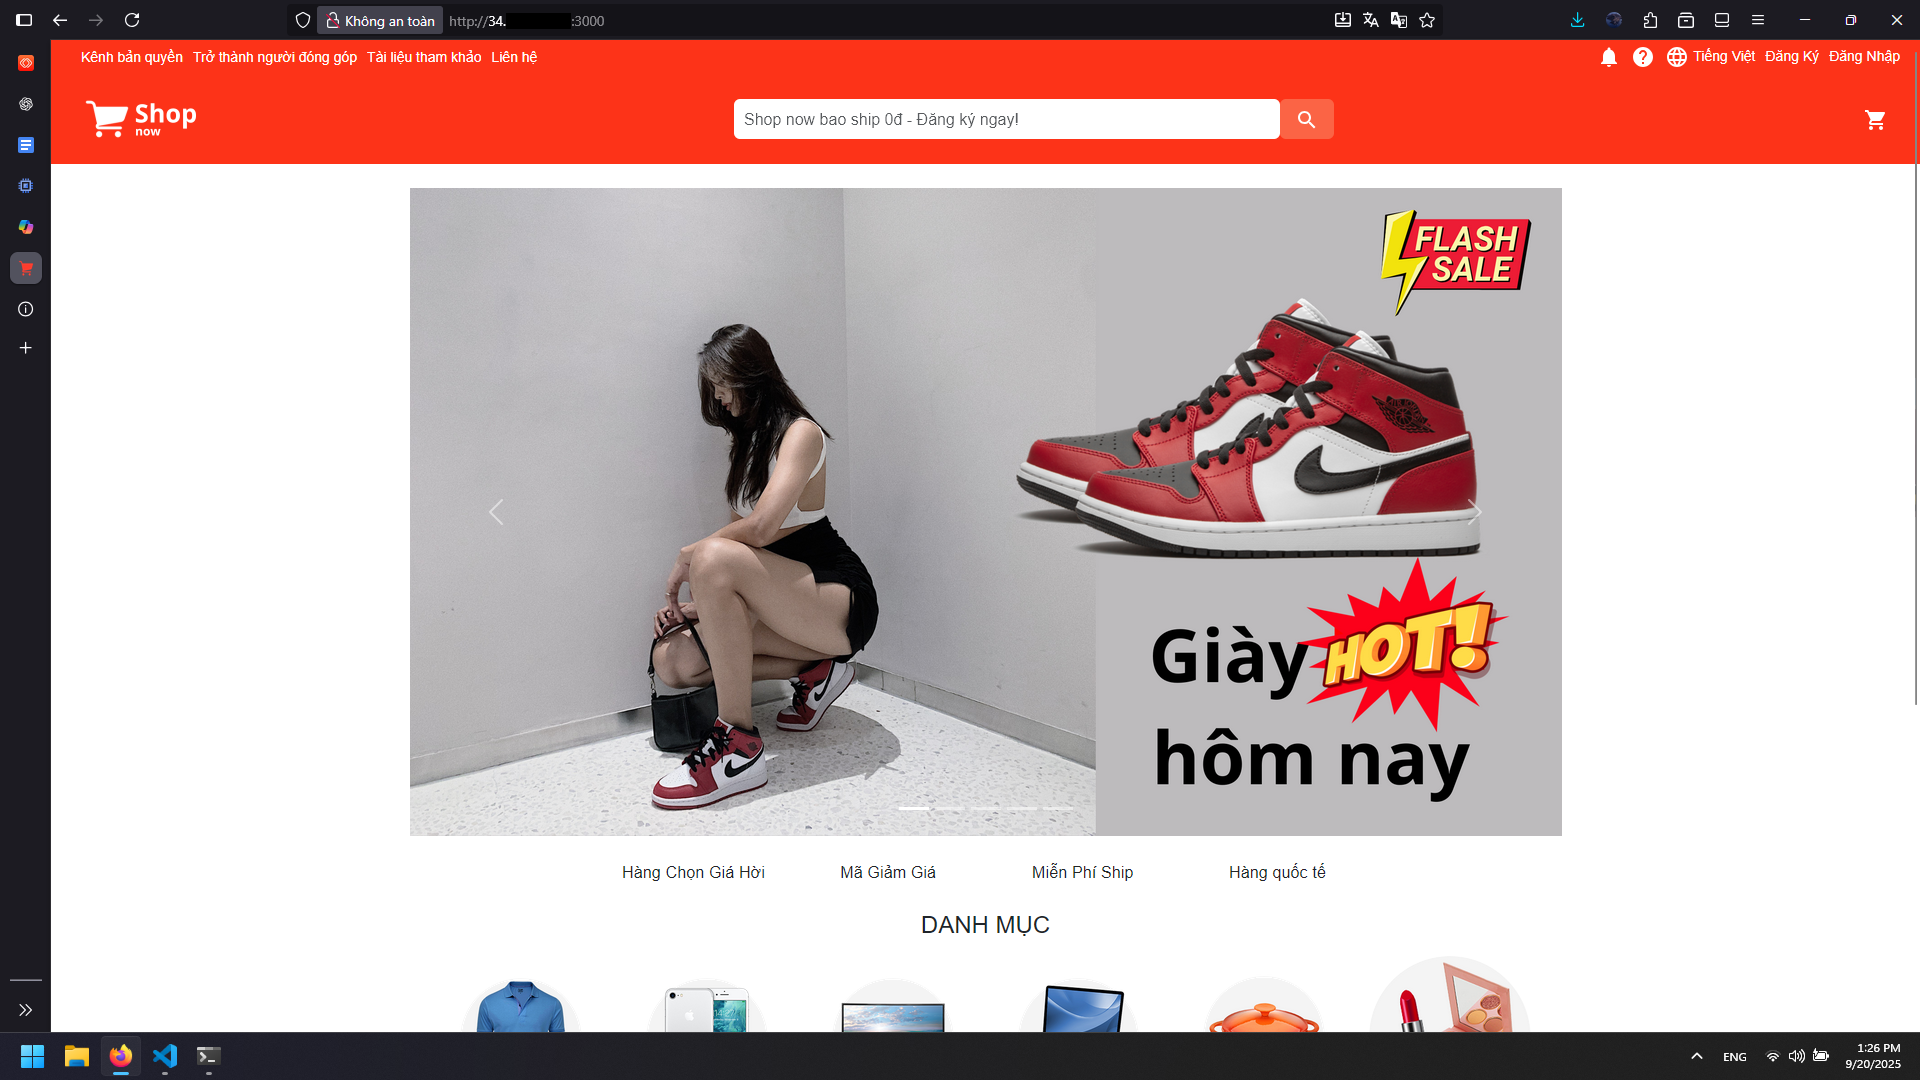 Không an toàn
http://34.
:3000
Kênh bản quyền Trở thành người đóng góp Tài liệu tham khảo Liên hệ
Tiếng Việt Đăng Ký Đăng Nhập
Shop
now
Shop now bao ship 0đ - Đăng ký ngay!
FLASH
SALE
Giày
HOT!
hôm nay
Hàng Chọn Giá Hời
Mã Giảm Giá
Miễn Phí Ship
Hàng quốc tế
DANH MỤC
ENG
1:26 PM
9/20/2025